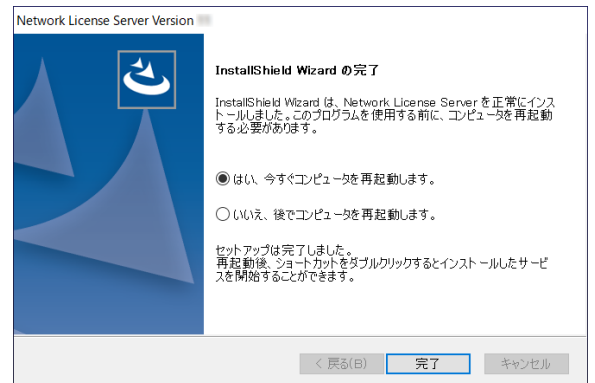 Network License Server Version
InstallShield Wizard の完了
InstallShield Wizard は、Network License Server を正常にインス
トールしました。このプログラムを使用する前に、コンピュータを再起動
する必要があります。
はい、今すぐコンピュータを再起動します。
いいえ、後でコンピュータを再起動します。
セットアップは完了しました。
再起動後、ショートカットをダブルクリックするとインストールしたサービ
スを開始することができます。
< 戻る(B)
完了
キャンセル